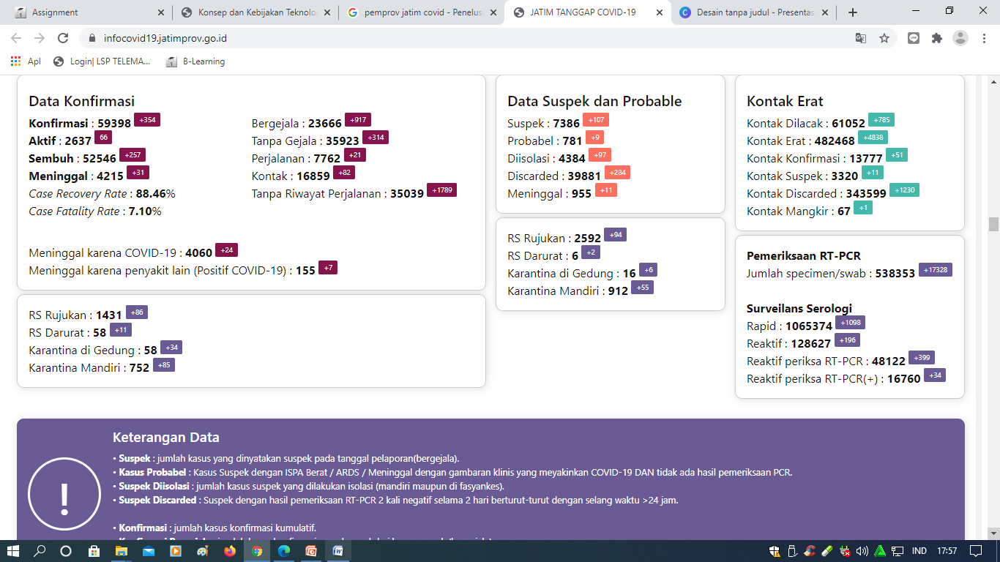 Assignment
Konsep dan Kebijakan Teknolo
pemprov jatim covid - Penelus
JATIM TANGGAP COVID-19
Desain tanpa judul - Presentas
infocovid19.jatimprov.go.id
Apl
Login| LSP TELEMA...
B-Learning
Data Konfirmasi
Konfirmasi : 59398 +354
Aktif : 2637 66
Sembuh : 52546 +257
Meninggal : 4215 +31
Case Recovery Rate : 88.46%
Case Fatality Rate : 7.10%
Bergejala : 23666 +917
Tanpa Gejala : 35923 +314
Perjalanan : 7762 +21
Kontak : 16859 +82
Tanpa Riwayat Perjalanan : 35039 +1789
Meninggal karena COVID-19 : 4060 +24
Meninggal karena penyakit lain (Positif COVID-19) : 155 +7
RS Rujukan : 1431 +86
RS Darurat : 58 +11
Karantina di Gedung : 58 +34
Karantina Mandiri : 752 +85
Data Suspek dan Probable
Suspek : 7386 +107
Probabel : 781 +9
Diisolasi : 4384 +97
Discarded : 39881 +284
Meninggal : 955 +11
RS Rujukan : 2592 +94
RS Darurat : 6 +2
Karantina di Gedung : 16 +6
Karantina Mandiri : 912 +55
Kontak Erat
Kontak Dilacak : 61052 +785
Kontak Erat : 482468 +4838
Kontak Konfirmasi : 13777 +51
Kontak Suspek : 3320 +11
Kontak Discarded : 343599 +1230
Kontak Mangkir : 67 +1
Pemeriksaan RT-PCR
Jumlah specimen/swab : 538353 +17328
Surveilans Serologi
Rapid : 1065374 +1098
Reaktif : 128627 +196
Reaktif periksa RT-PCR : 48122 +399
Reaktif periksa RT-PCR(+) : 16760 +34
Keterangan Data
• Suspek : jumlah kasus yang dinyatakan suspek pada tanggal pelaporan(bergejala).
• Kasus Probabel : Kasus Suspek dengan ISPA Berat / ARDS / Meninggal dengan gambaran klinis yang meyakinkan COVID-19 DAN tidak ada hasil pemeriksaan PCR.
• Suspek Diisolasi : jumlah kasus suspek yang dilakukan isolasi (mandiri maupun di fasyankes).
• Suspek Discarded : Suspek dengan hasil pemeriksaan RT-PCR 2 kali negatif selama 2 hari berturut-turut dengan selang waktu >24 jam.
• Konfirmasi : jumlah kasus konfirmasi kumulatif.
IND 17:57